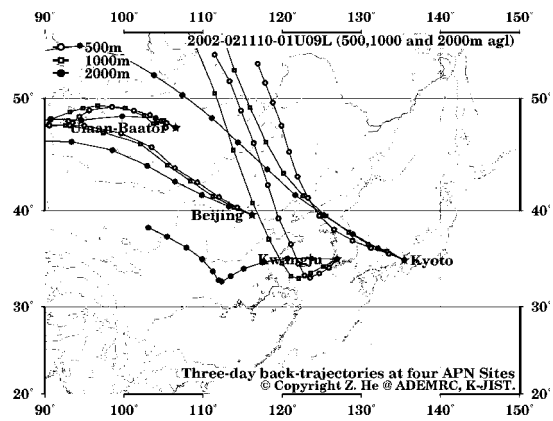 90° 100° 110° 120° 130° 140° 150°
2002-021110-01U09L (500,1000 and 2000m agl)
500m
1000m
2000m
50° 50°
Ulaan-Baator
40° 40°
Beijing
Kwangju
Kyoto
30° 30°
Three-day back-trajectories at four APN Sites
© Copyright Z. He @ ADEMRC, K-JIST.
20° 20°
90° 100° 110° 120° 130° 140° 150°